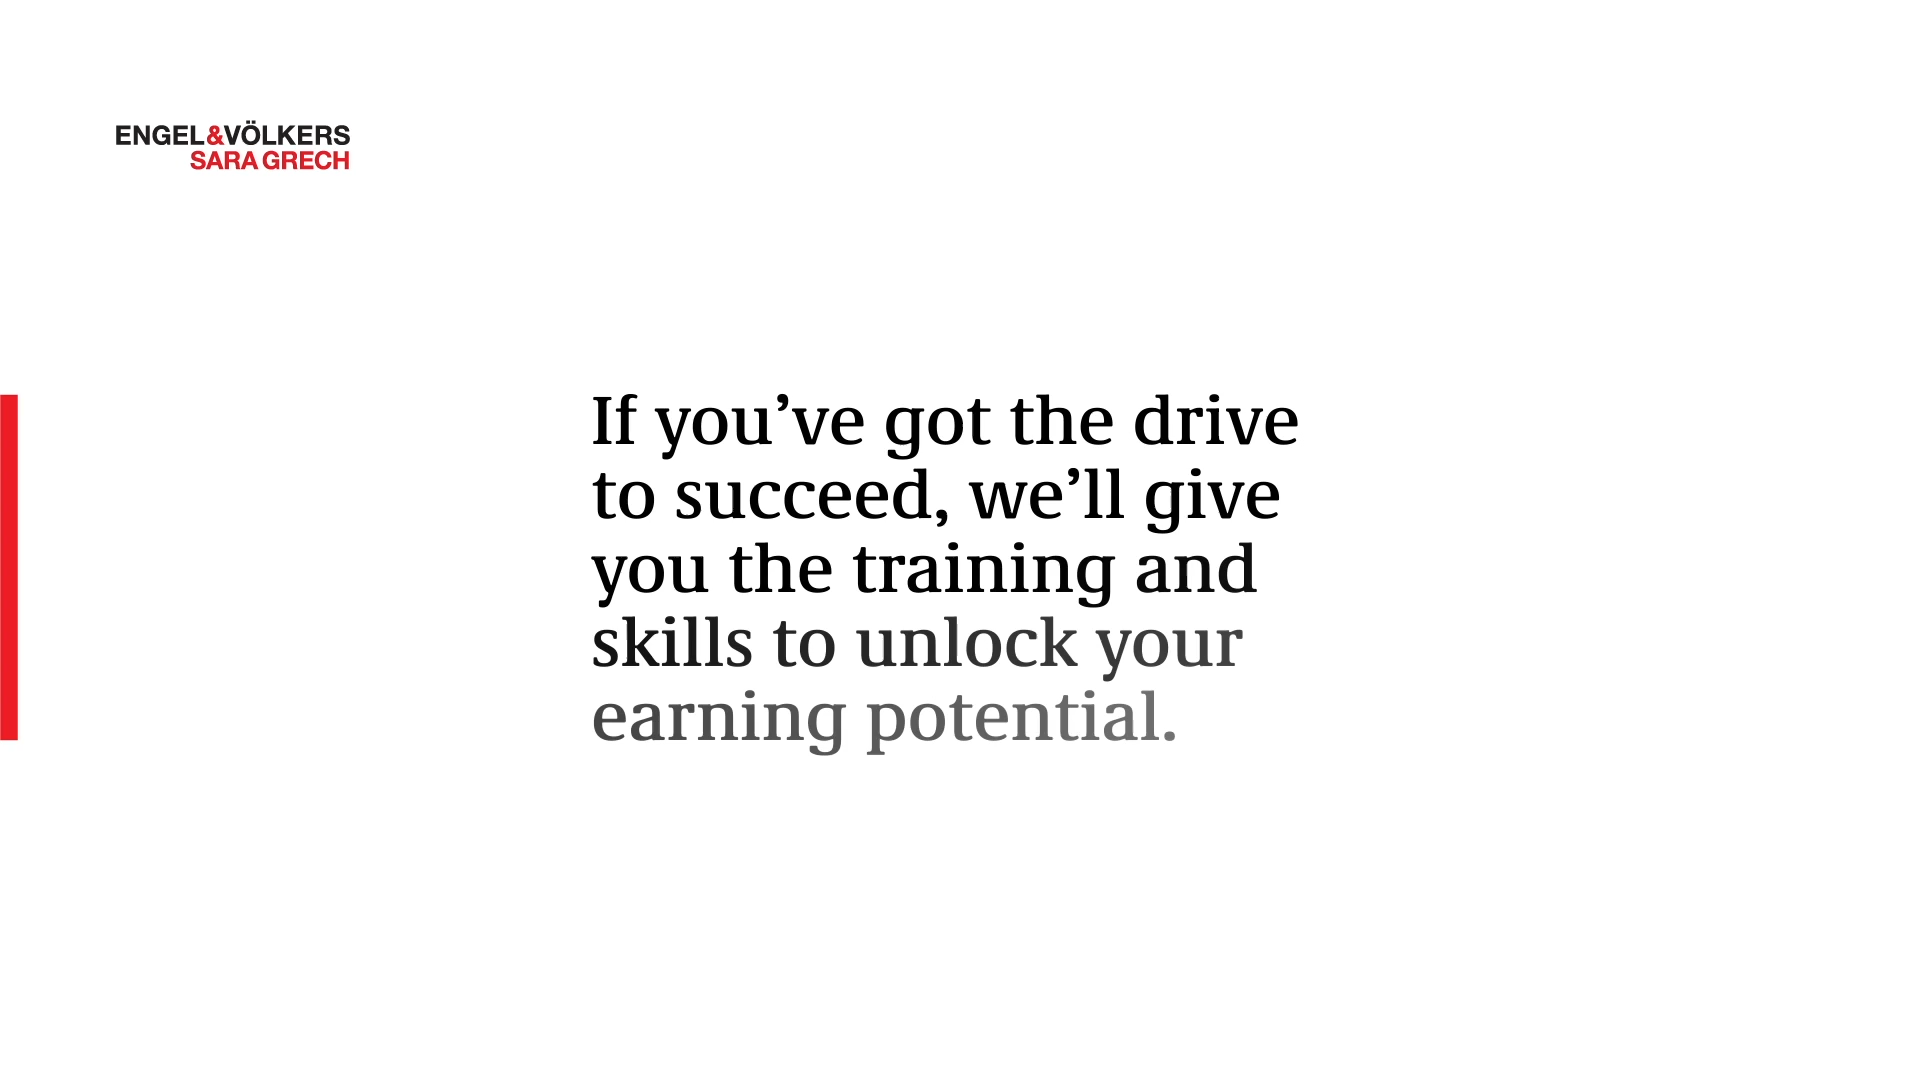 ENGEL&VÖLKERS
SARA GRECH
If you’ve got the drive
to succeed, we’ll give
you the training and
skills to unlock your
earning potential.